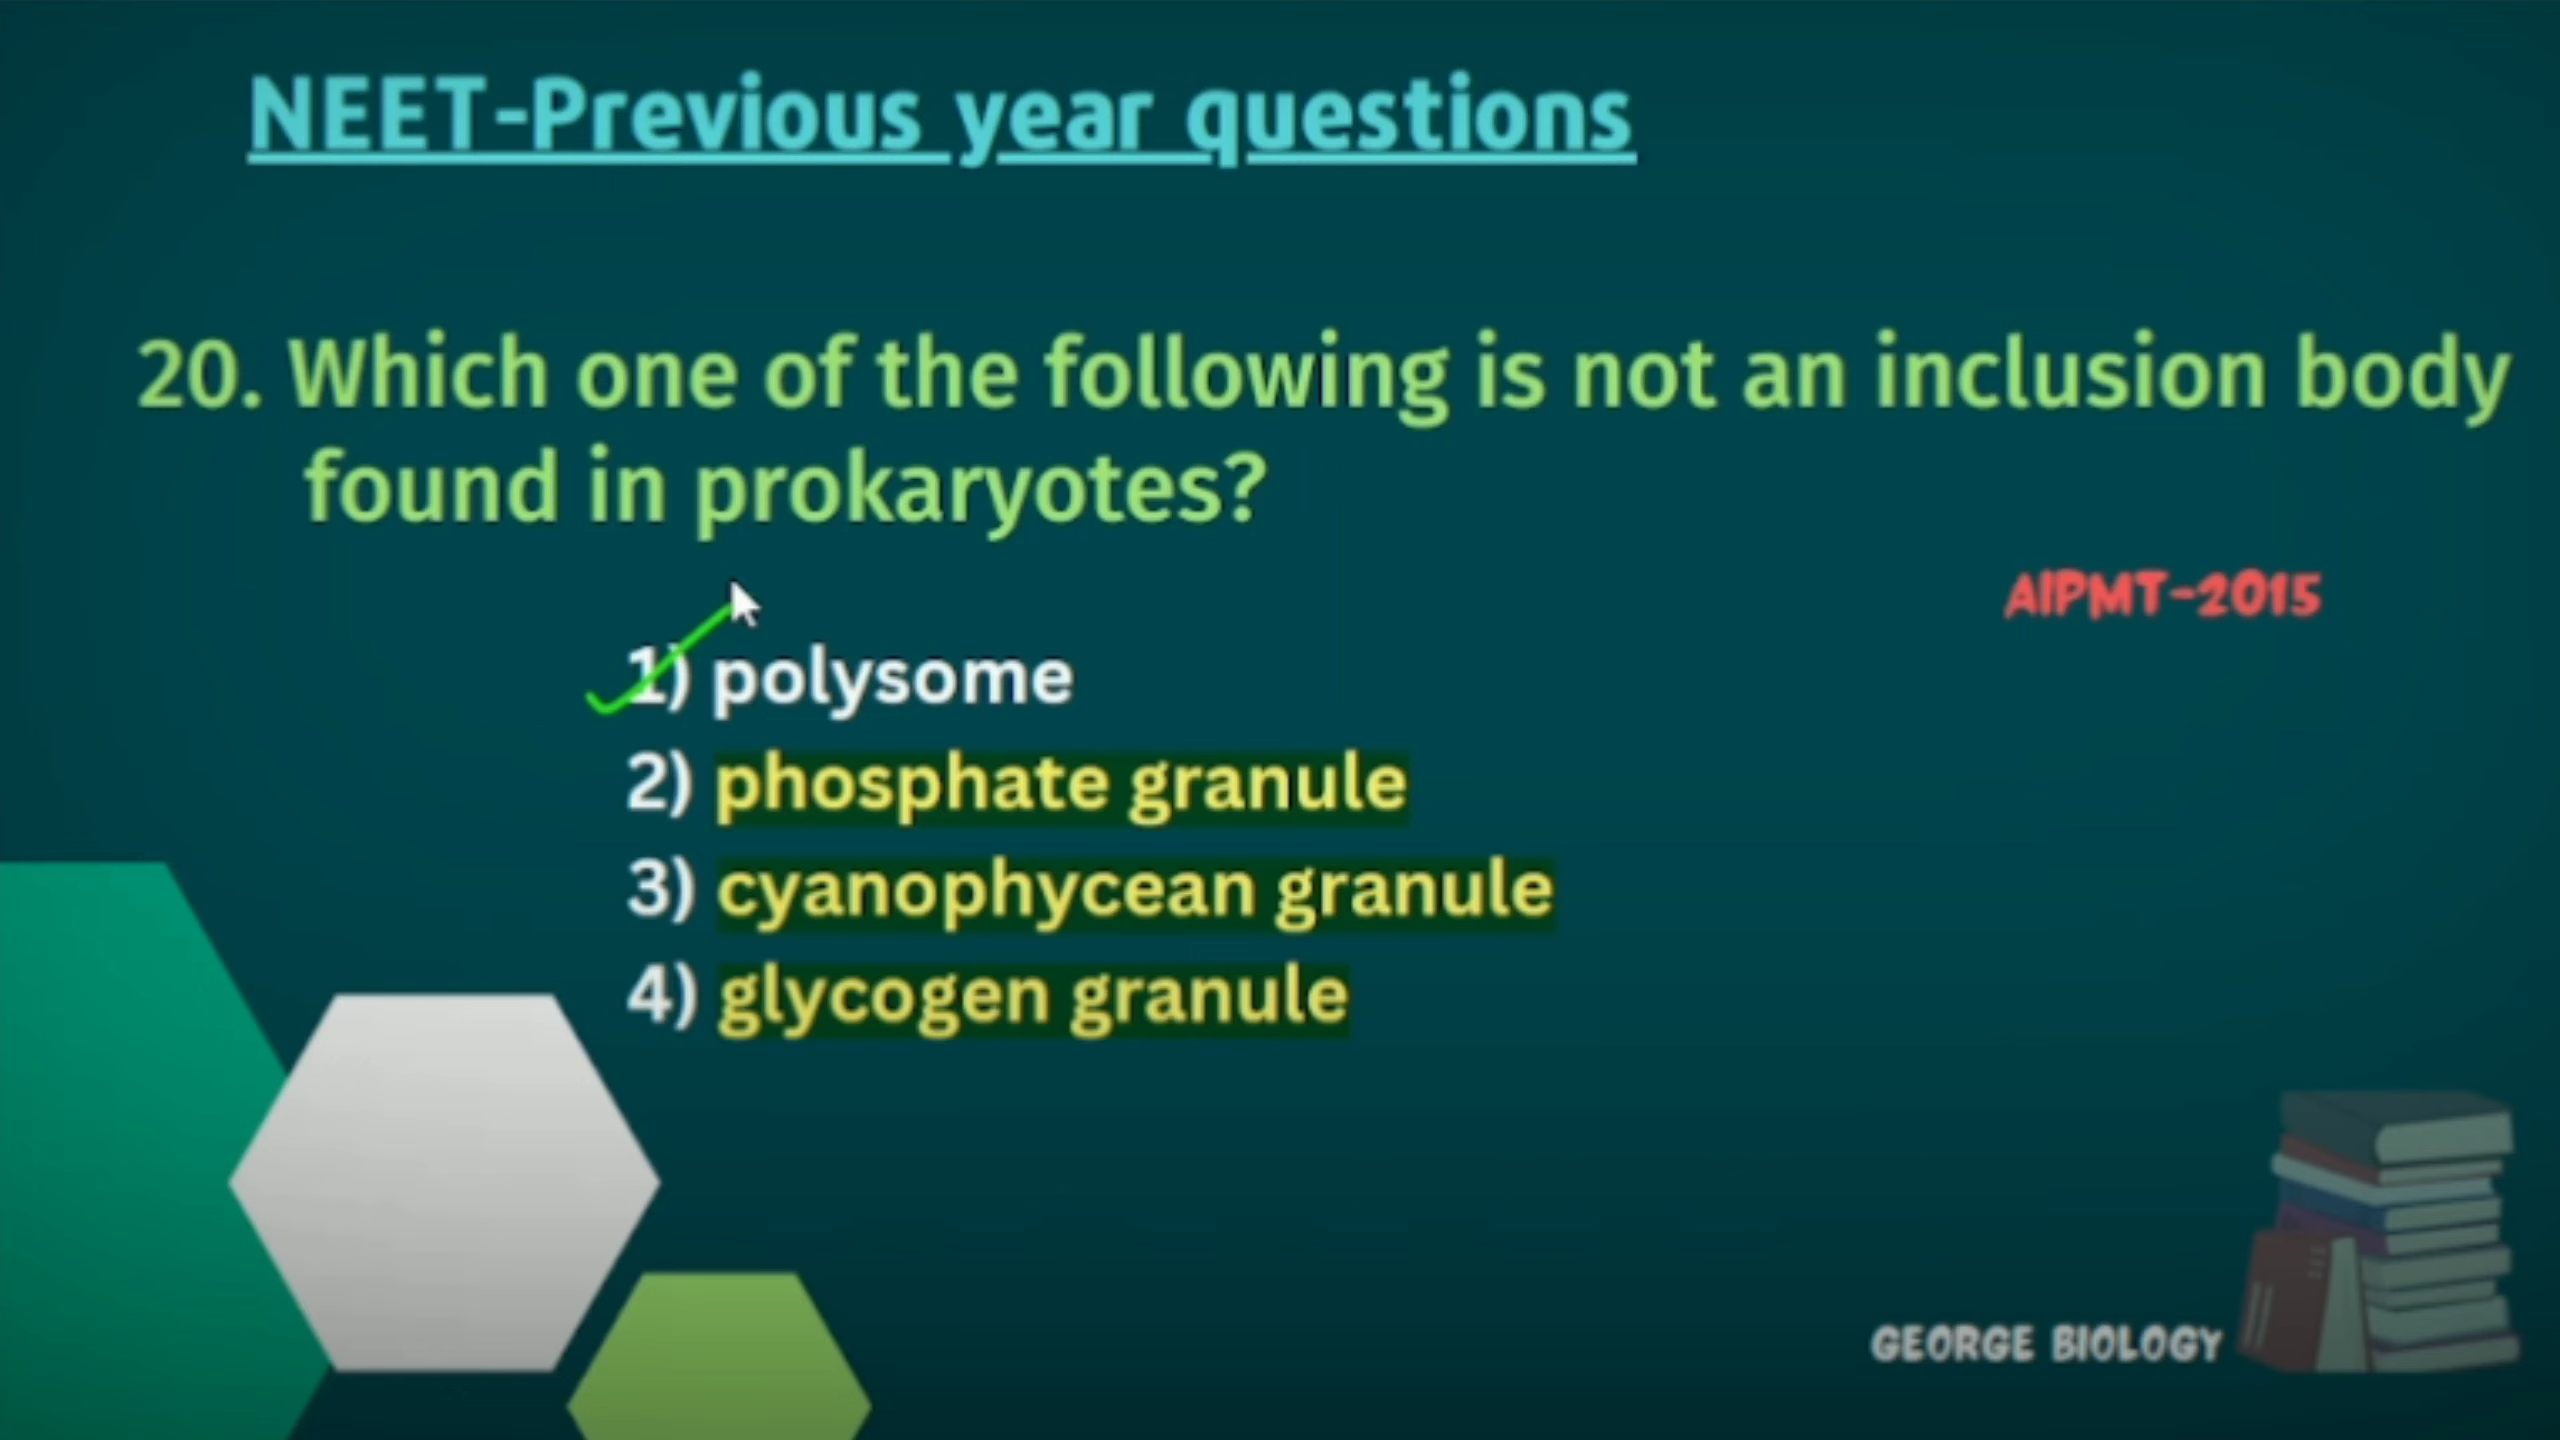 NEET-Previous year questions
20. Which one of the following is not an inclusion body
found in prokaryotes?
AIPMT-2015
1) polysome
2) phosphate granule
3) cyanophycean granule
4) glycogen granule
GEORGE BIOLOGY